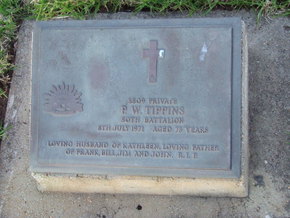 3804 PRIVATE
P. W. TIPPINS
50TH BATTALION
8TH JULY 1972 AGED 78 YEARS
LOVING HUSBAND OF KATHLEEN, LOVING FATHER
OF FRANK, BILL, JIM AND JOHN. R.I.P.